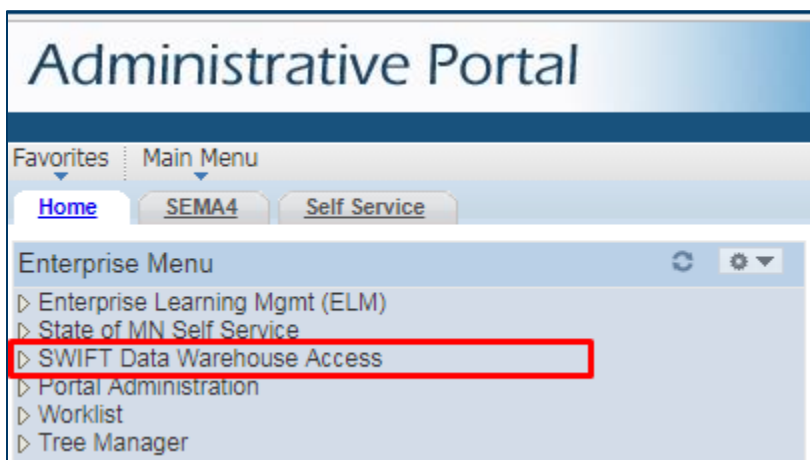 Administrative Portal
Favorites Main Menu
Home SEMA4 Self Service
Enterprise Menu
Enterprise Learning Mgmt (ELM)
State of MN Self Service
SWIFT Data Warehouse Access
Portal Administration
Worklist
Tree Manager